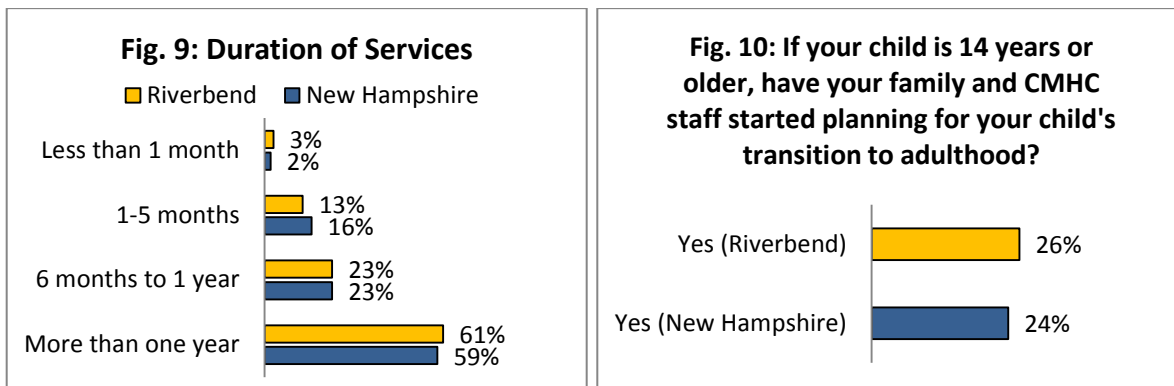 Fig. 9: Duration of Services
Riverbend New Hampshire
Less than 1 month 3%
2%
1-5 months 13%
16%
6 months to 1 year 23%
23%
More than one year 61%
59%
Fig. 10: If your child is 14 years or
older, have your family and CMHC
staff started planning for your child's
transition to adulthood?
Yes (Riverbend) 26%
Yes (New Hampshire) 24%